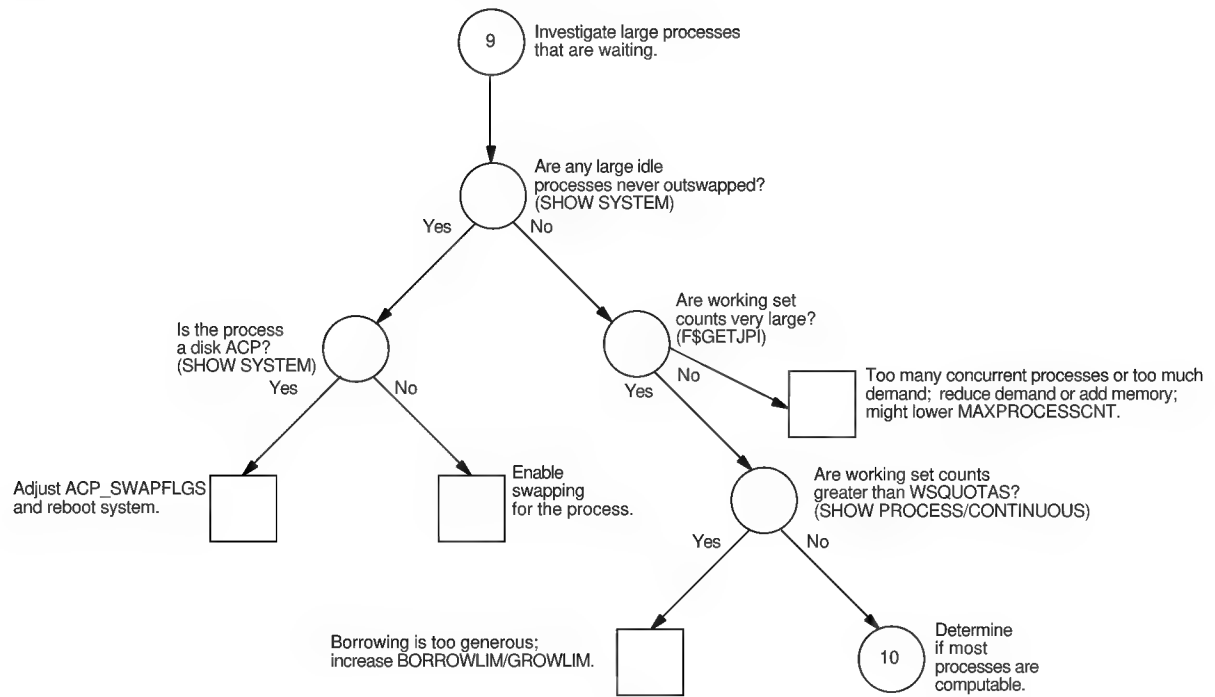 9
Investigate large processes
that are waiting.
Are any large idle
processes never outswapped?
(SHOW SYSTEM)
Yes
No
Is the process
a disk ACP?
(SHOW SYSTEM)
Yes
No
Are working set
counts very large?
(F$GETJPI)
No
Yes
Too many concurrent processes or too much
demand; reduce demand or add memory;
might lower MAXPROCESSCNT.
Adjust ACP_SWAPFLGS
and reboot system.
Enable
swapping
for the process.
Are working set counts
greater than WSQUOTAS?
(SHOW PROCESS/CONTINUOUS)
Yes
No
Borrowing is too generous;
increase BORROWLIM/GROWLIM.
10
Determine
if most
processes are
computable.